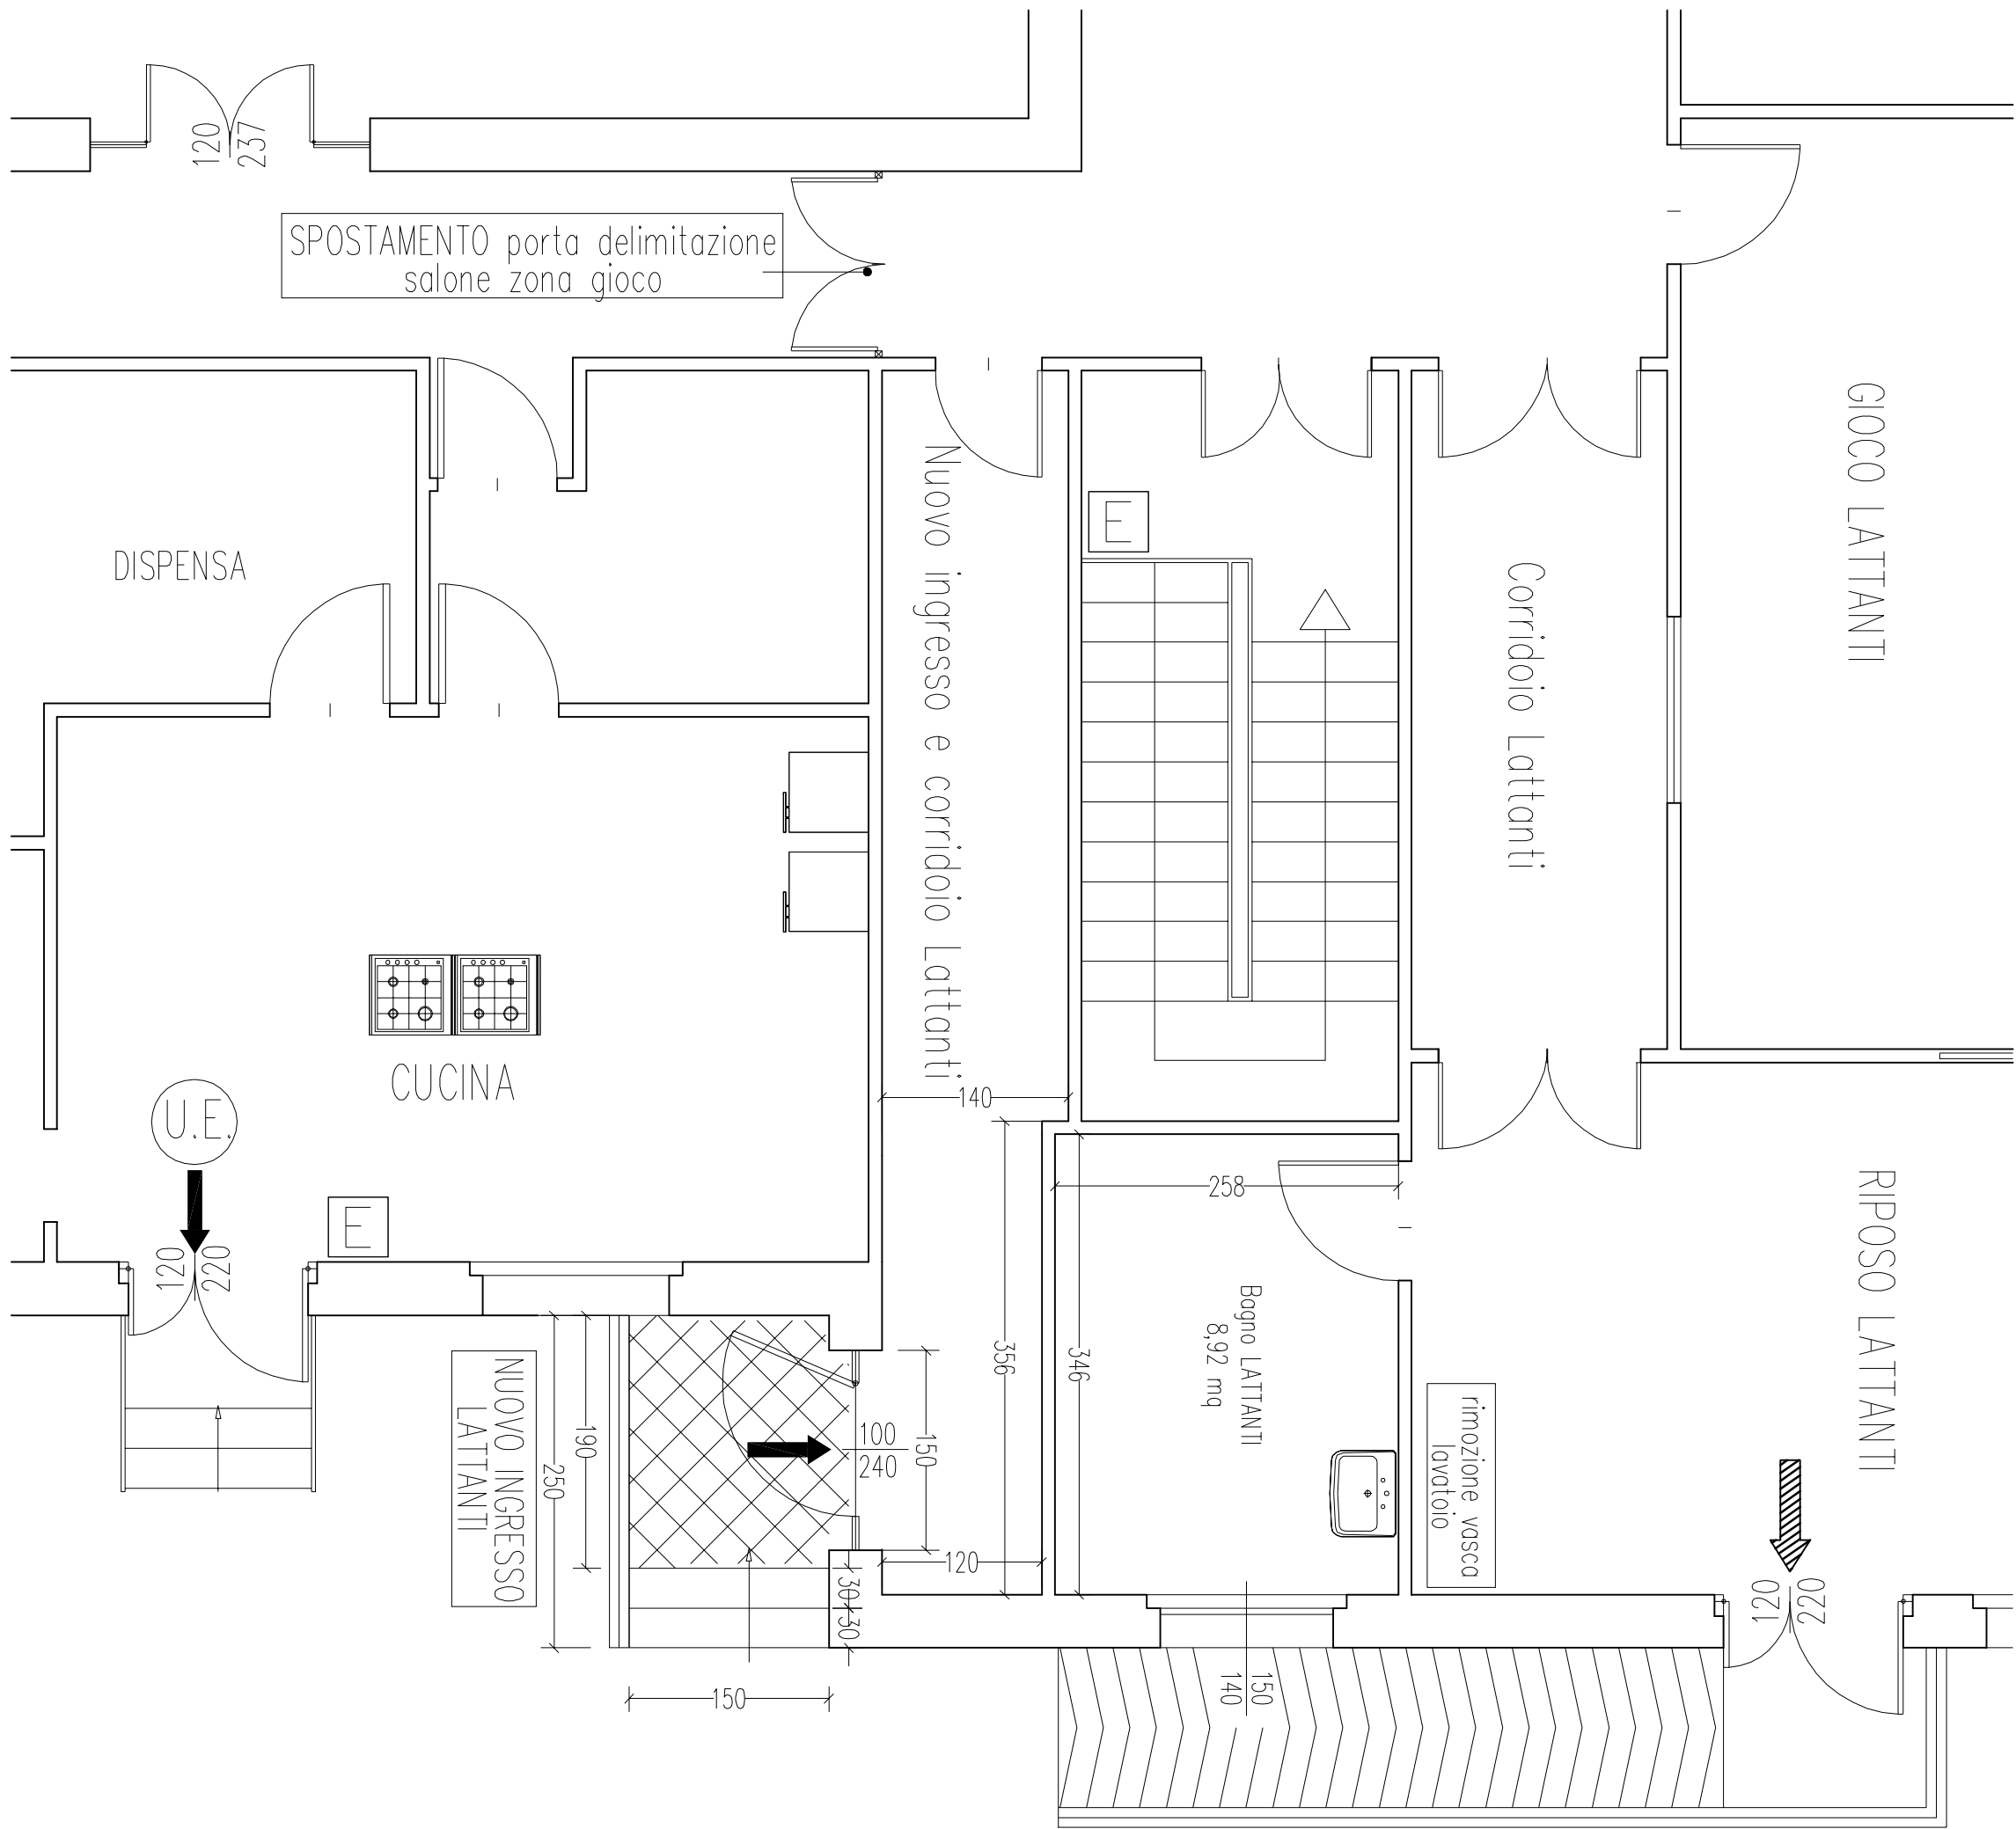 120
237
SPOSTAMENTO porta delimitazione
salone zona gioco
GIOCO LATTANTI
Nuovo ingresso e corridoio Lattanti
E
Corridoio Lattanti
DISPENSA
CUCINA
U.E.
140
258
RIPOSO LATTANTI
E
120
220
356
346
Bagno LATTANTI
8,92 mq
NUOVO INGRESSO
LATTANTI
190
250
100
240
150
rimozione vasca
lavatoio
120
30
30
120
220
150
150
140